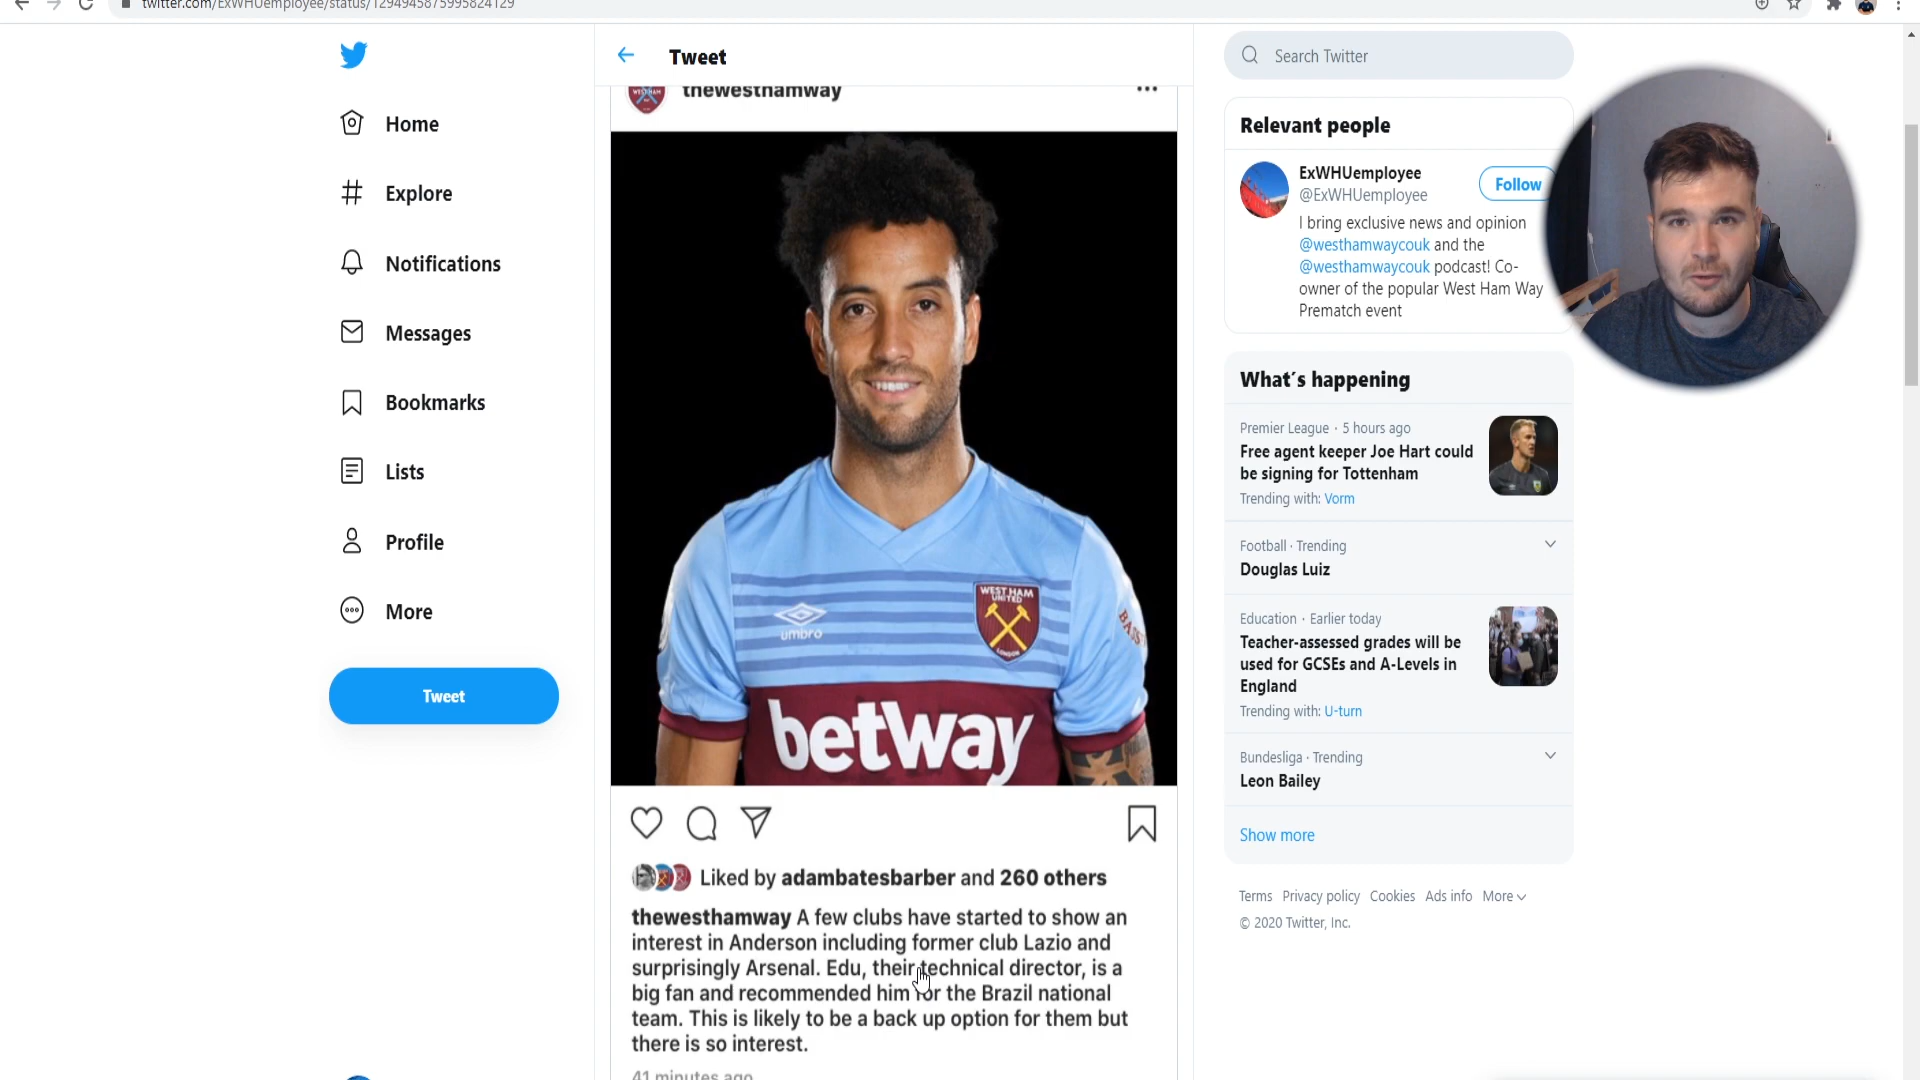 twitter.com/ExWHUemployee/status/1294945875995824129
Tweet
Search Twitter
Home
Explore
Notifications
Messages
Bookmarks
Lists
Profile
More
Tweet
thewesthamway
WEST HAM
UNITED
LONDON
umbro
betway
Liked by adambatesbarber and 260 others
thewesthamway A few clubs have started to show an
interest in Anderson including former club Lazio and
surprisingly Arsenal. Edu, their technical director, is a
big fan and recommended him for the Brazil national
team. This is likely to be a back up option for them but
there is so interest.
41 minutes ago
Relevant people
ExWHUemployee
@ExWHUemployee
Follow
I bring exclusive news and opinion
@westhamwaycouk and the
@westhamwaycouk podcast! Co-
owner of the popular West Ham Way
Prematch event
What's happening
Premier League · 5 hours ago
Free agent keeper Joe Hart could
be signing for Tottenham
Trending with: Vorm
Football · Trending
Douglas Luiz
Education · Earlier today
Teacher-assessed grades will be
used for GCSEs and A-Levels in
England
Trending with: U-turn
Bundesliga · Trending
Leon Bailey
Show more
Terms Privacy policy Cookies Ads info More
© 2020 Twitter, Inc.